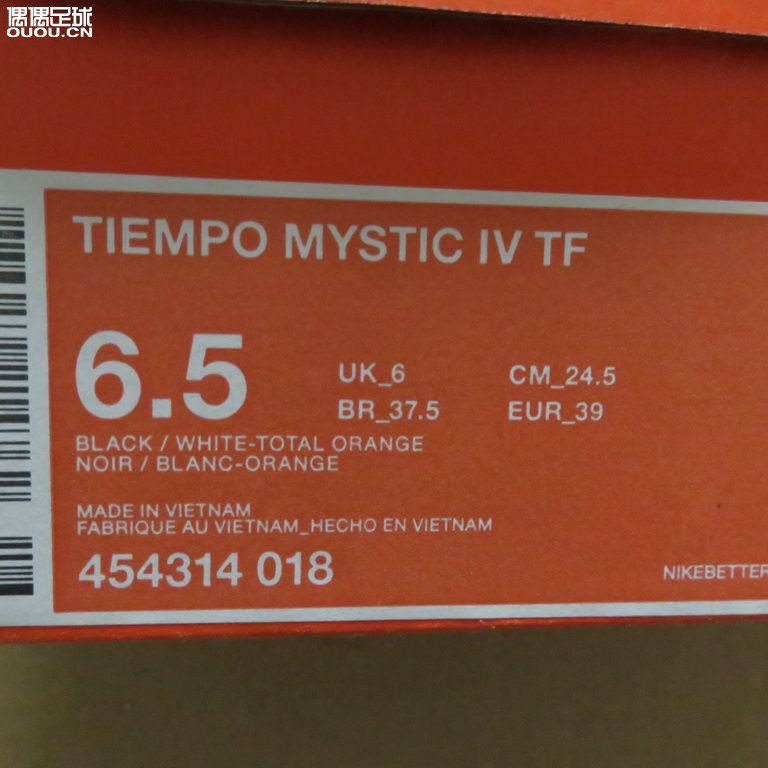 偶偶足球
OUOU.CN
TIEMPO MYSTIC IV TF
6.5
UK_6
CM_24.5
BR_37.5
EUR_39
BLACK / WHITE-TOTAL ORANGE
NOIR / BLANC-ORANGE
MADE IN VIETNAM
FABRIQUE AU VIETNAM_HECHO EN VIETNAM
454314 018
NIKEBETTER